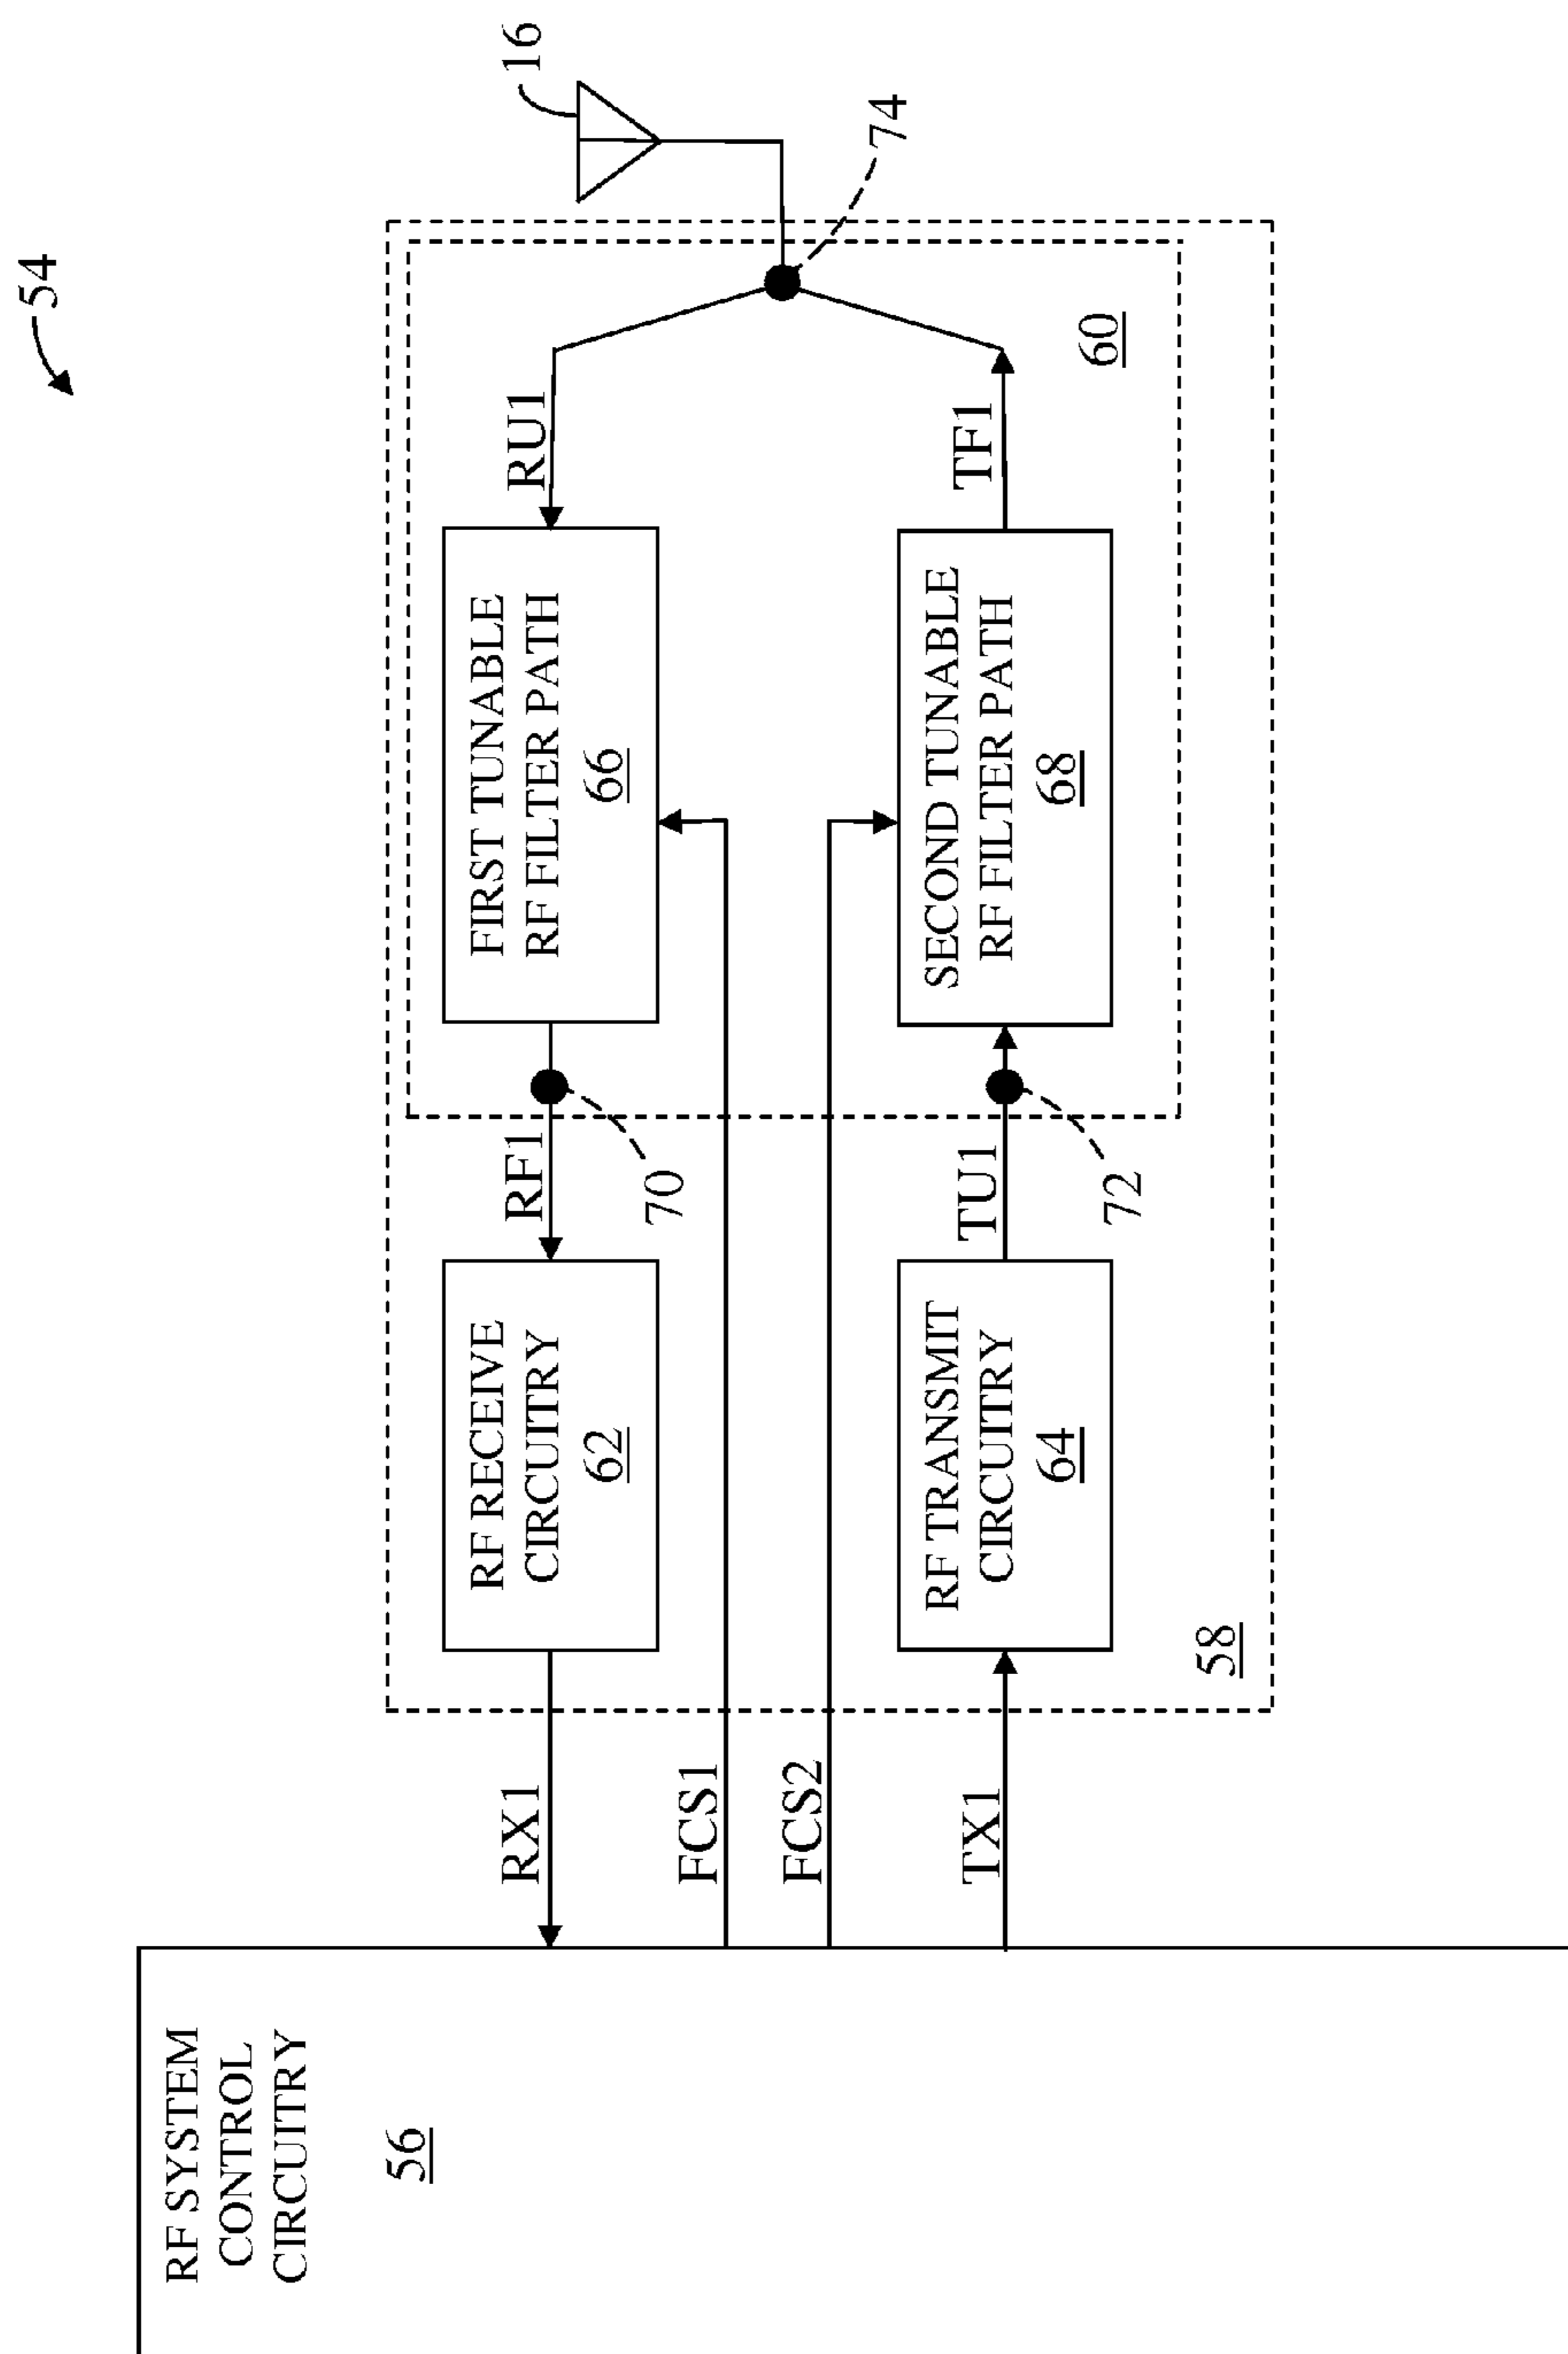 54
RF SYSTEM
CONTROL
CIRCUITRY
56
RX1
RF RECEIVE
CIRCUITRY
62
RF1
70
FIRST TUNABLE
RF FILTER PATH
66
RU1
16
FCS1
FCS2
74
TX1
RF TRANSMIT
CIRCUITRY
64
TU1
72
SECOND TUNABLE
RF FILTER PATH
68
TF1
60
58